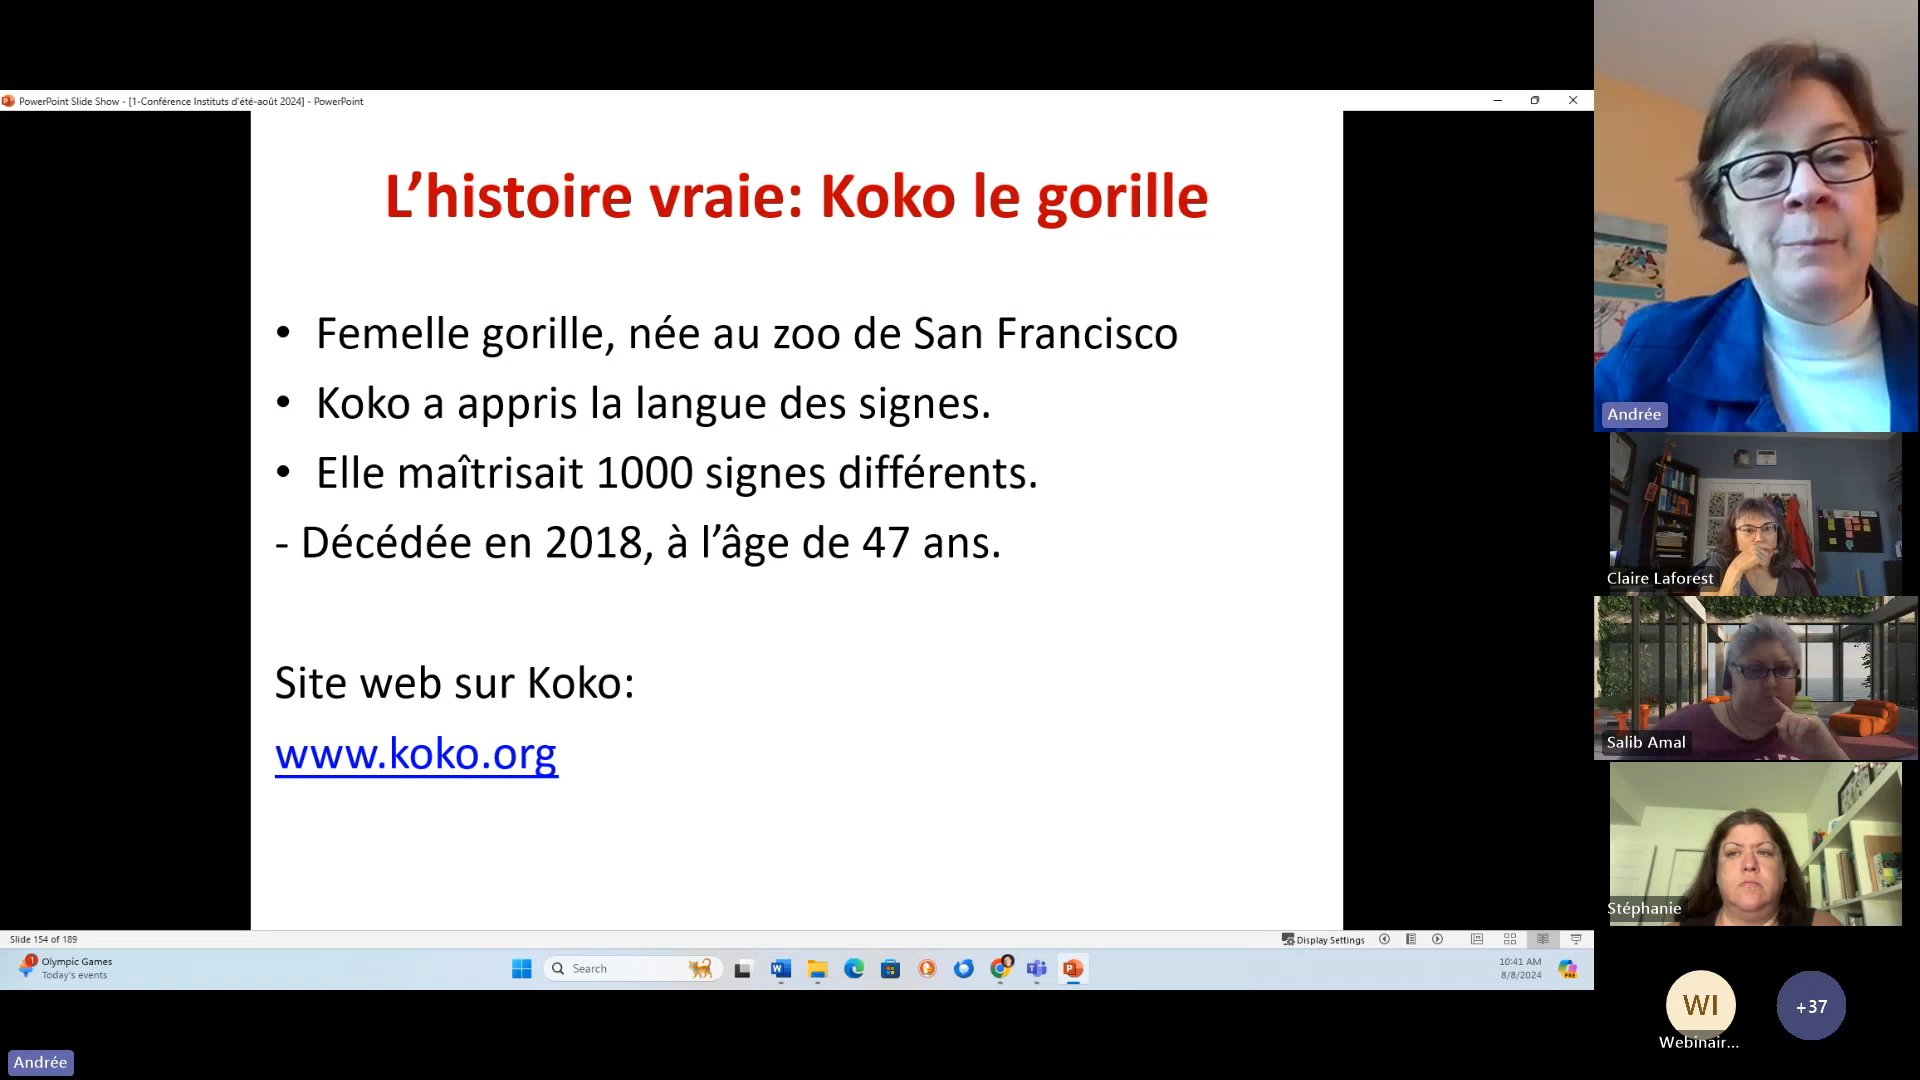 PowerPoint Slide Show - [1-Conférence Instituts d'été-août 2024] - PowerPoint
L'histoire vraie: Koko le gorille
• Femelle gorille, née au zoo de San Francisco
• Koko a appris la langue des signes.
• Elle maîtrisait 1000 signes différents.
- Décédée en 2018, à l'âge de 47 ans.
Site web sur Koko:
www.koko.org
Slide 154 of 189
Display Settings
1
Olympic Games
Today's events
Search
10:41 AM
8/8/2024
Andrée
Andrée
Claire Laforest
Salib Amal
Stéphanie
WI
Webinair...
+37